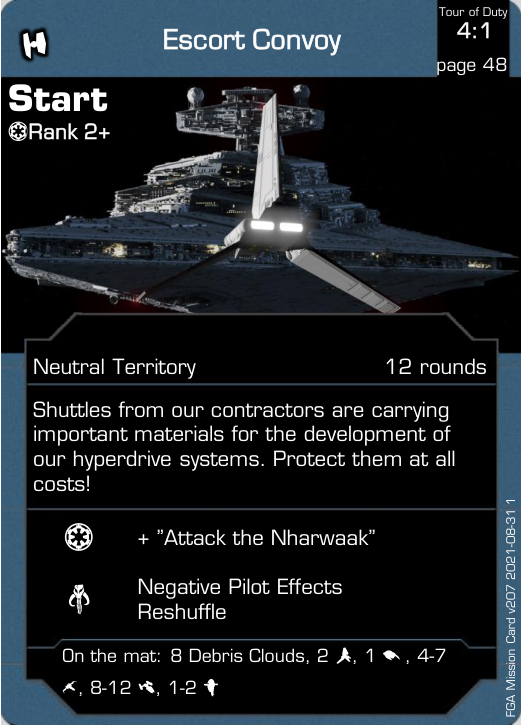 Escort Convoy
Tour of Duty
4:1
page 48
Start
Rank 2+
Neutral Territory 12 rounds
Shuttles from our contractors are carrying
important materials for the development of
our hyperdrive systems. Protect them at all
costs!
+ "Attack the Nharwaak"
Negative Pilot Effects
Reshuffle
On the mat: 8 Debris Clouds, 2 , 1 , 4-7
, 8-12 , 1-2
FGA Mission Card v207 2021-08-31 1